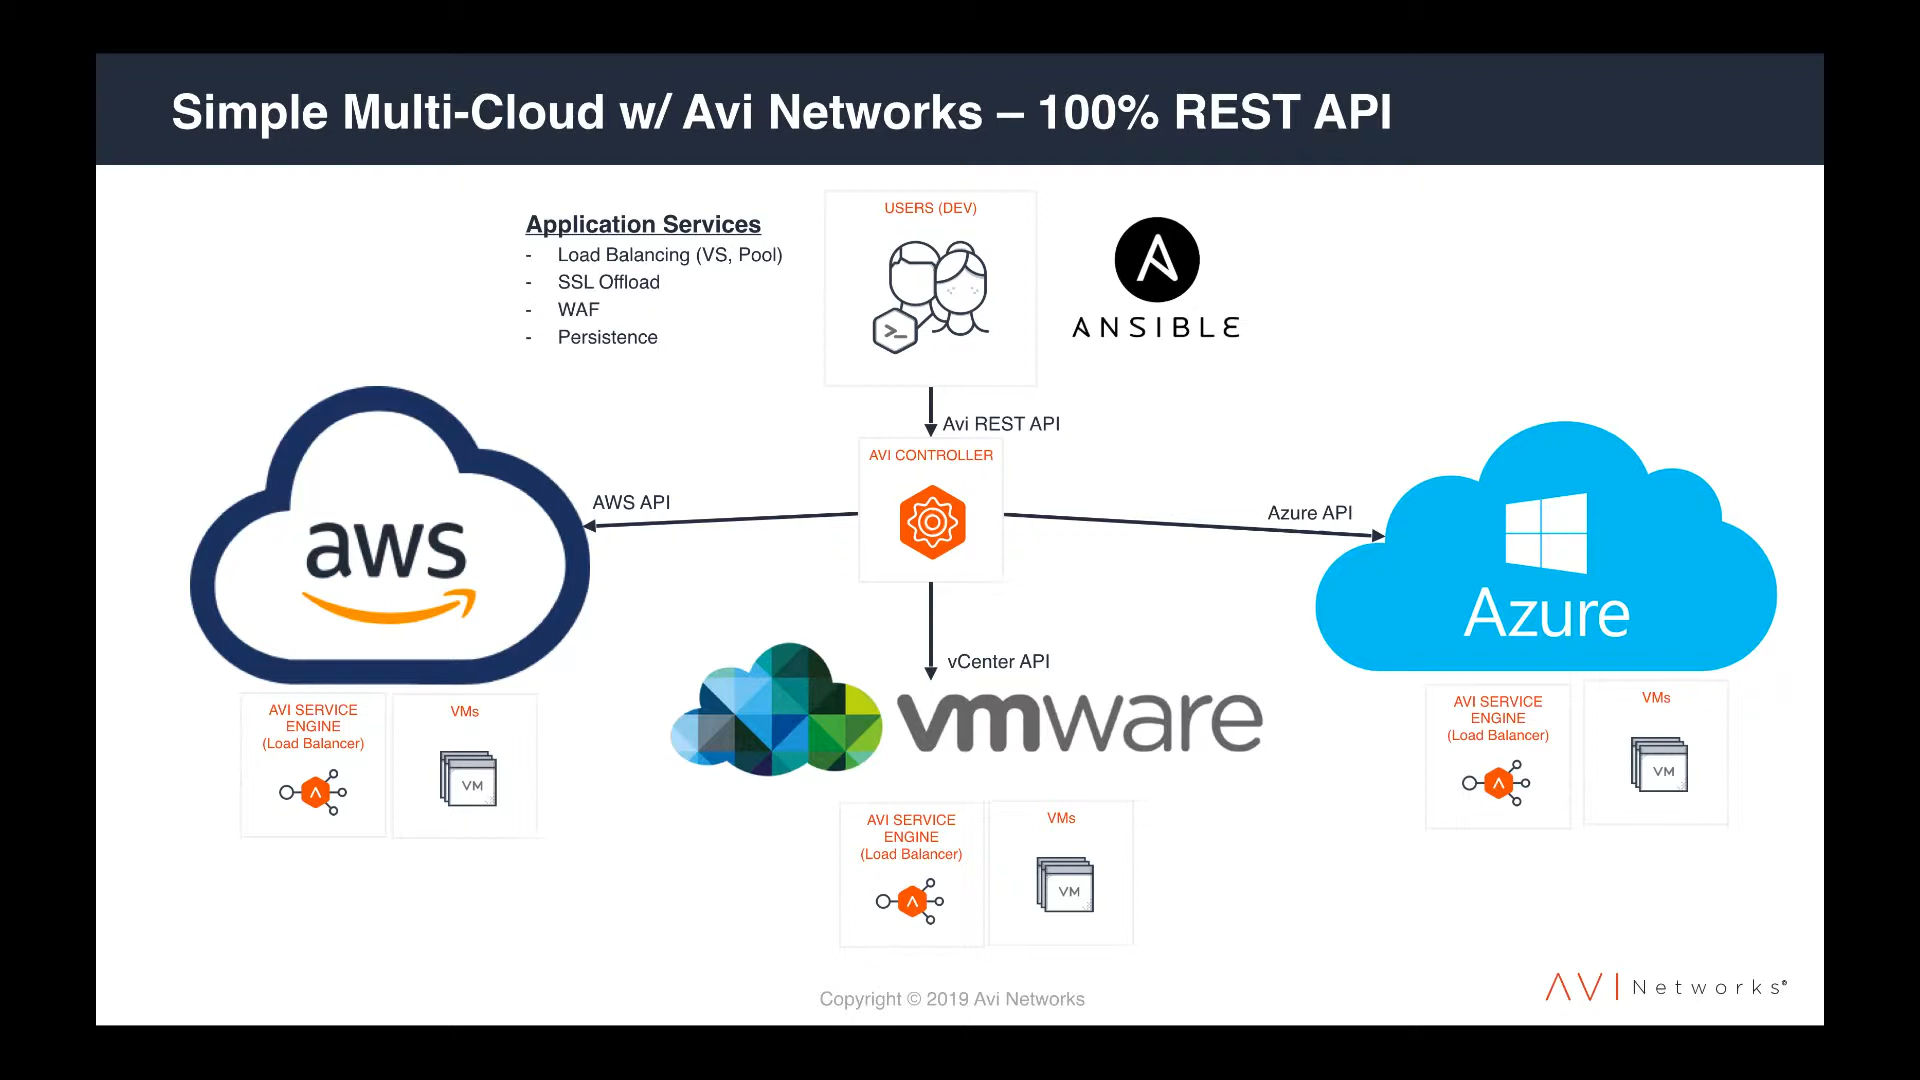 Simple Multi-Cloud w/ Avi Networks – 100% REST API
Application Services
- Load Balancing (VS, Pool)
- SSL Offload
- WAF
- Persistence
USERS (DEV)
>_
ANSIBLE
Avi REST API
AVI CONTROLLER
AWS API
Azure API
aws
Azure
vCenter API
vmware
AVI SERVICE
ENGINE
(Load Balancer)
VMs
VM
AVI SERVICE
ENGINE
(Load Balancer)
VMs
VM
AVI SERVICE
ENGINE
(Load Balancer)
VMs
VM
Copyright © 2019 Avi Networks
AVI Networks®